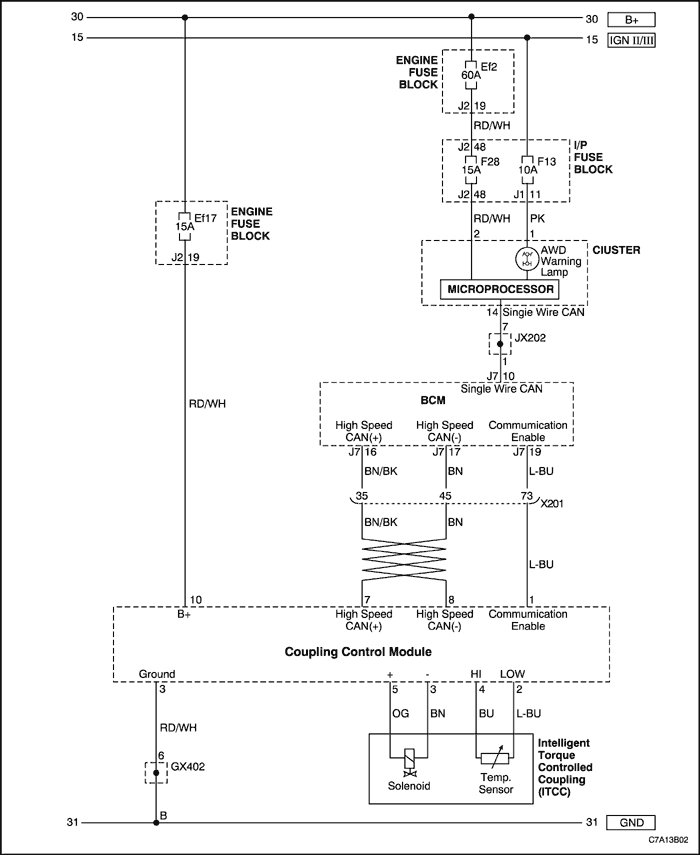 30 30 B+
15 15 IGN II/III
ENGINE FUSE BLOCK
Ef2
60A
J2 19
RD/WH
J2 48
I/P FUSE BLOCK
F28
15A
F13
10A
J2 48
J1 11
RD/WH
PK
2
1
ENGINE FUSE BLOCK
Ef17
15A
J2 19
CIUSTER
AWD Warning Lamp
MICROPROCESSOR
14 Singie Wire CAN
7
JX202
1
J7 10
Single Wire CAN
BCM
RD/WH
High Speed CAN(+)
High Speed CAN(-)
Communication Enable
J7 16
J7 17
J7 19
BN/BK
BN
L-BU
35
45
73
X201
BN/BK
BN
L-BU
10
7
8
1
B+
High Speed CAN(+)
High Speed CAN(-)
Communication Enable
Coupling Control Module
Ground
+
-
HI
LOW
3
5
3
4
2
RD/WH
OG
BN
BU
L-BU
6
GX402
Solenoid
Temp. Sensor
Intelligent Torque Controlled Coupling (ITCC)
B
31 31 GND
C7A13B02